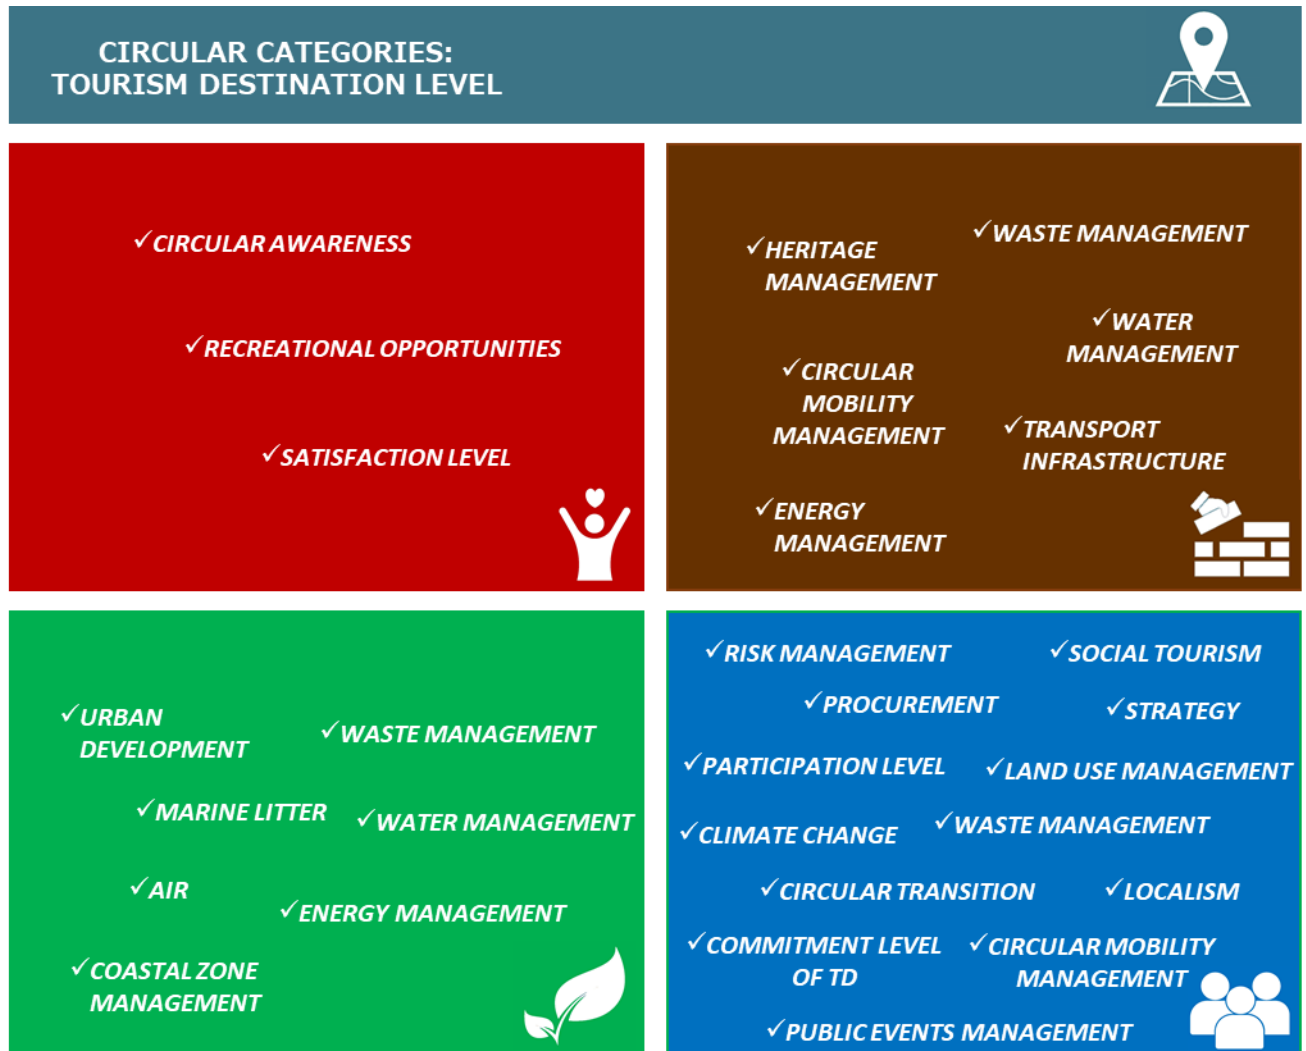 CIRCULAR CATEGORIES:
TOURISM DESTINATION LEVEL
✓CIRCULAR AWARENESS
✓RECREATIONAL OPPORTUNITIES
✓SATISFACTION LEVEL
✓HERITAGE
MANAGEMENT
✓WASTE MANAGEMENT
✓WATER
MANAGEMENT
✓CIRCULAR
MOBILITY
MANAGEMENT
✓TRANSPORT
INFRASTRUCTURE
✓ENERGY
MANAGEMENT
✓URBAN
DEVELOPMENT
✓WASTE MANAGEMENT
✓MARINE LITTER
✓WATER MANAGEMENT
✓AIR
✓ENERGY MANAGEMENT
✓COASTAL ZONE
MANAGEMENT
✓RISK MANAGEMENT
✓SOCIAL TOURISM
✓PROCUREMENT
✓STRATEGY
✓PARTICIPATION LEVEL
✓LAND USE MANAGEMENT
✓CLIMATE CHANGE
✓WASTE MANAGEMENT
✓CIRCULAR TRANSITION
✓LOCALISM
✓COMMITMENT LEVEL
OF TD
✓CIRCULAR MOBILITY
MANAGEMENT
✓PUBLIC EVENTS MANAGEMENT